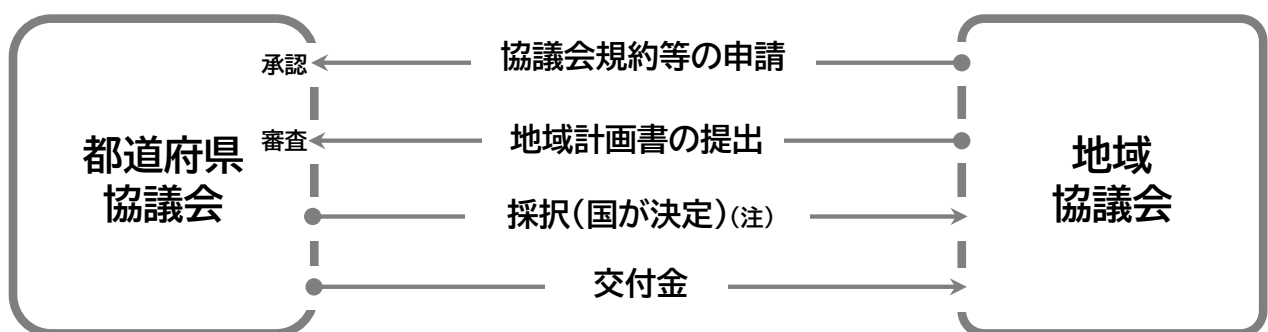 承認
協議会規約等の申請
都道府県
協議会
審査
地域計画書の提出
採択（国が決定）（注）
交付金
地域
協議会